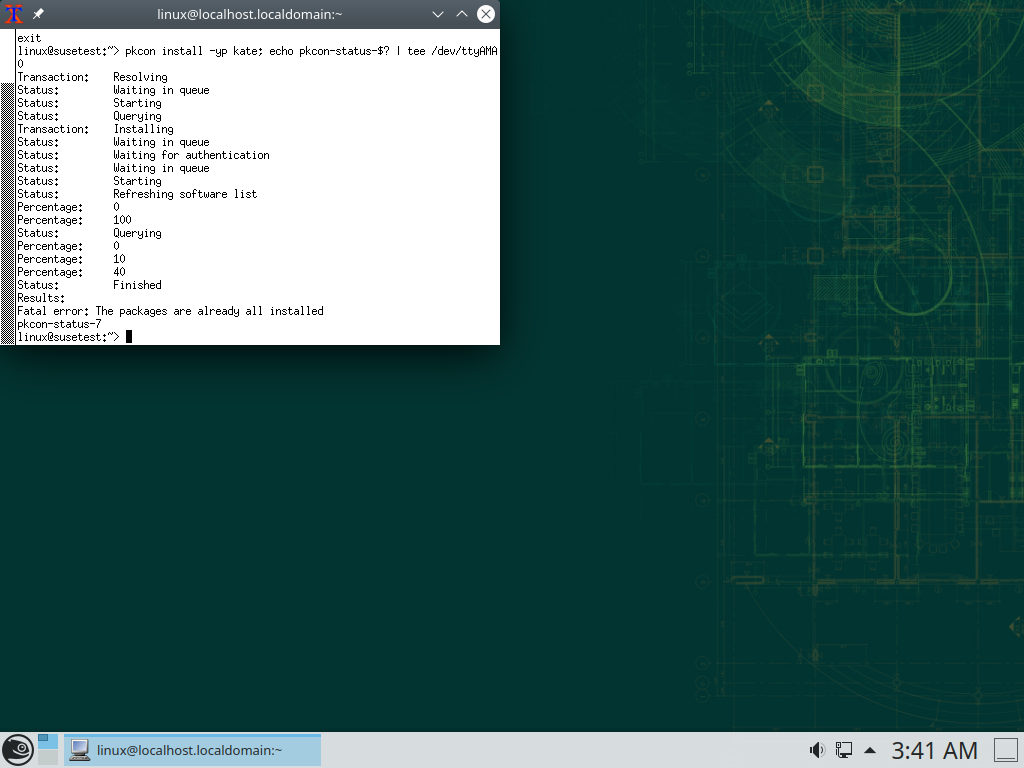 linux@localhost.localdomain:~
exit
linux@susetest:~> pkcon install -yp kate; echo pkcon-status-$? | tee /dev/ttyAMA
0
Transaction: Resolving
Status: Waiting in queue
Status: Starting
Status: Querying
Transaction: Installing
Status: Waiting in queue
Status: Waiting for authentication
Status: Waiting in queue
Status: Starting
Status: Refreshing software list
Percentage: 0
Percentage: 100
Status: Querying
Percentage: 0
Percentage: 10
Percentage: 40
Status: Finished
Results:
Fatal error: The packages are already all installed
pkcon-status-7
linux@susetest:~>
linux@localhost.localdomain:~
3:41 AM